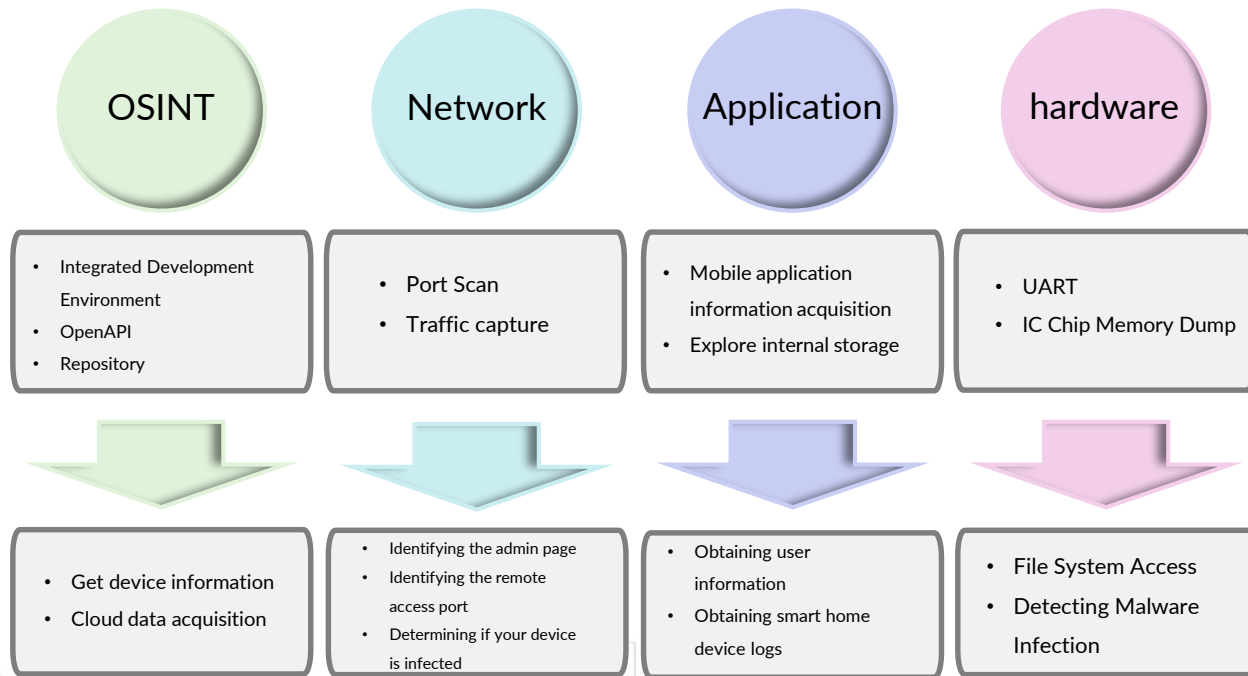 OSINT
Network
Application
hardware
• Integrated Development
Environment
• OpenAPI
• Repository
• Port Scan
• Traffic capture
• Mobile application
information acquisition
• Explore internal storage
• UART
• IC Chip Memory Dump
• Get device information
• Cloud data acquisition
• Identifying the admin page
• Identifying the remote
access port
• Determining if your device
is infected
• Obtaining user
information
• Obtaining smart home
device logs
• File System Access
• Detecting Malware
Infection